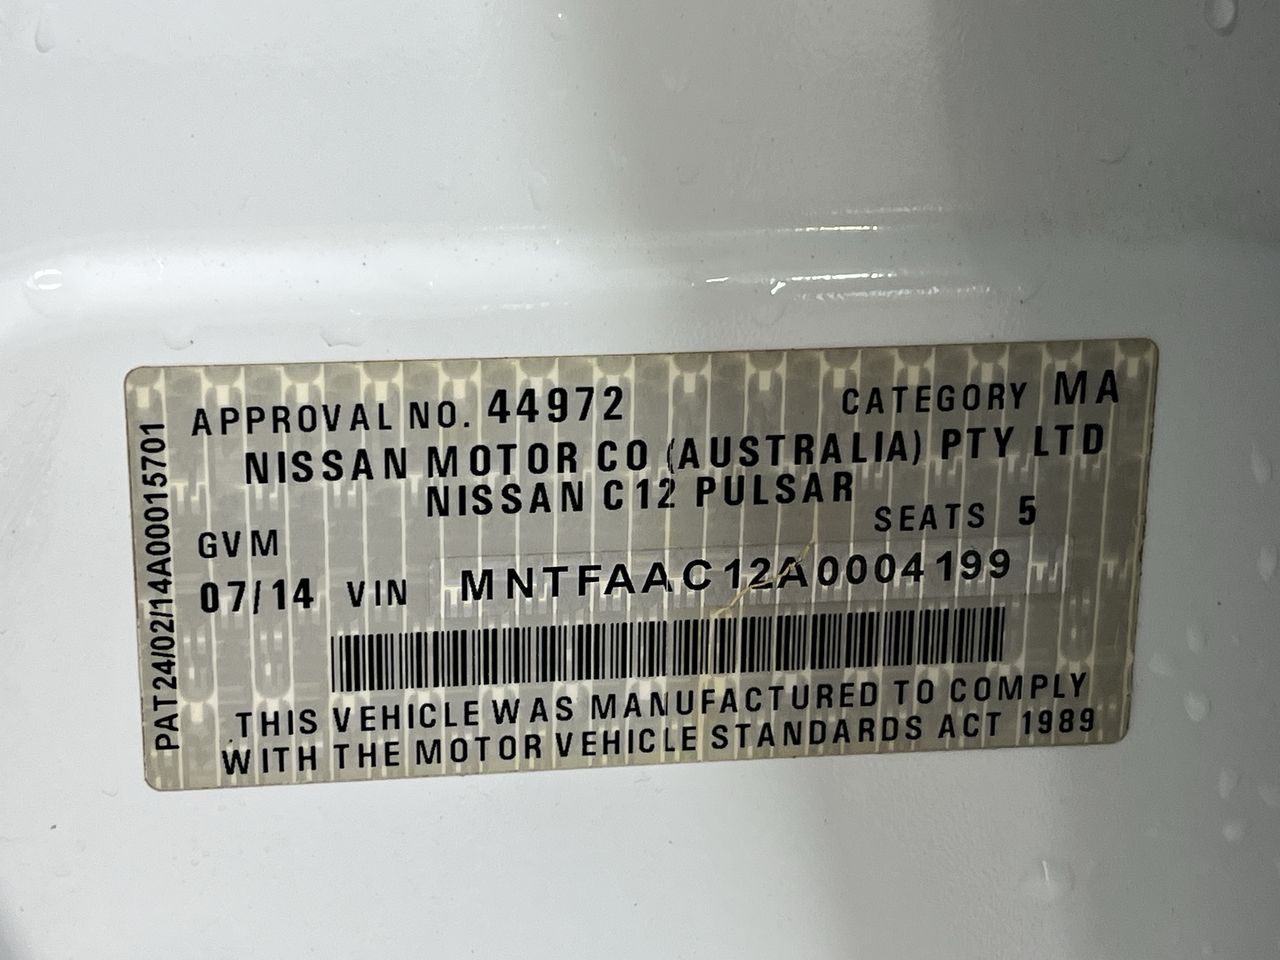 APPROVAL NO. 44972 CATEGORY MA
NISSAN MOTOR CO (AUSTRALIA) PTY LTD
NISSAN C12 PULSAR
SEATS 5
GVM
07/14 VIN MNTFAAC12A0004199
THIS VEHICLE WAS MANUFACTURED TO COMPLY
WITH THE MOTOR VEHICLE STANDARDS ACT 1989
PAT24/02/14A00015701